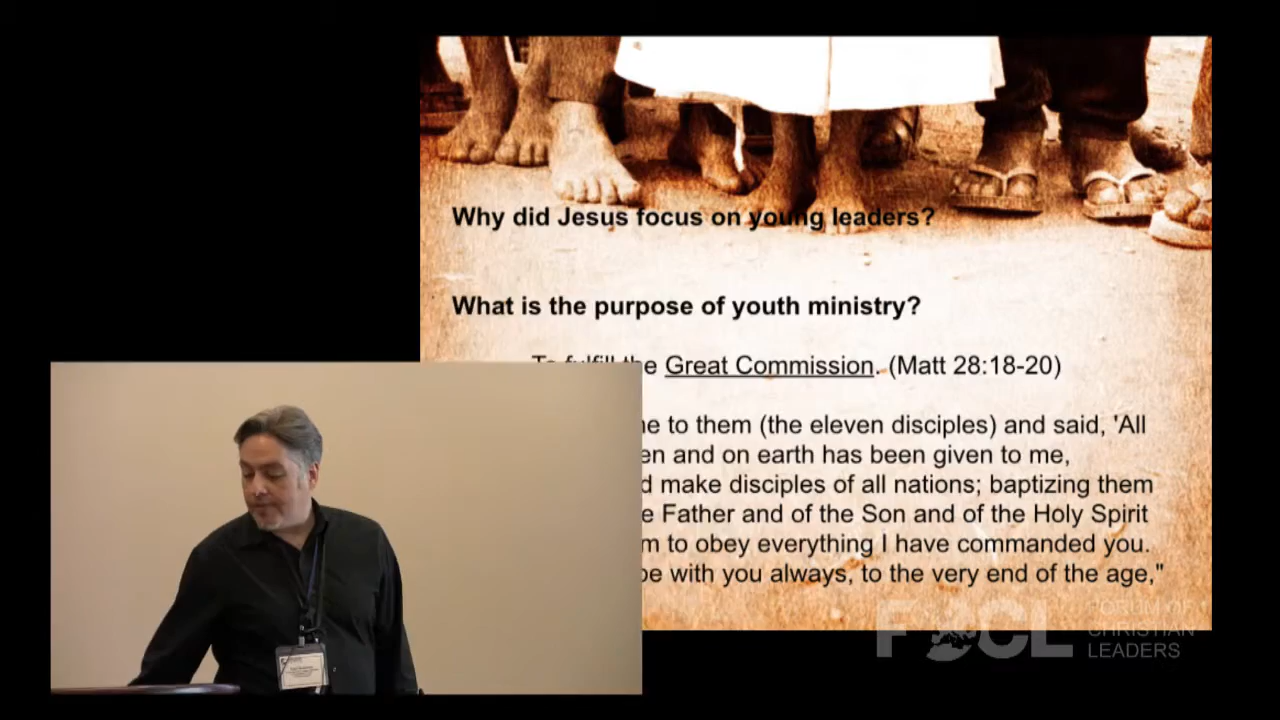 Why did Jesus focus on young leaders?
What is the purpose of youth ministry?
To fulfill the Great Commission. (Matt 28:18-20)
to them (the eleven disciples) and said, 'All
and on earth has been given to me,
make disciples of all nations; baptizing them
Father and of the Son and of the Holy Spirit
to obey everything I have commanded you.
with you always, to the very end of the age,"
FOCL FORUM OF
CHRISTIAN
LEADERS